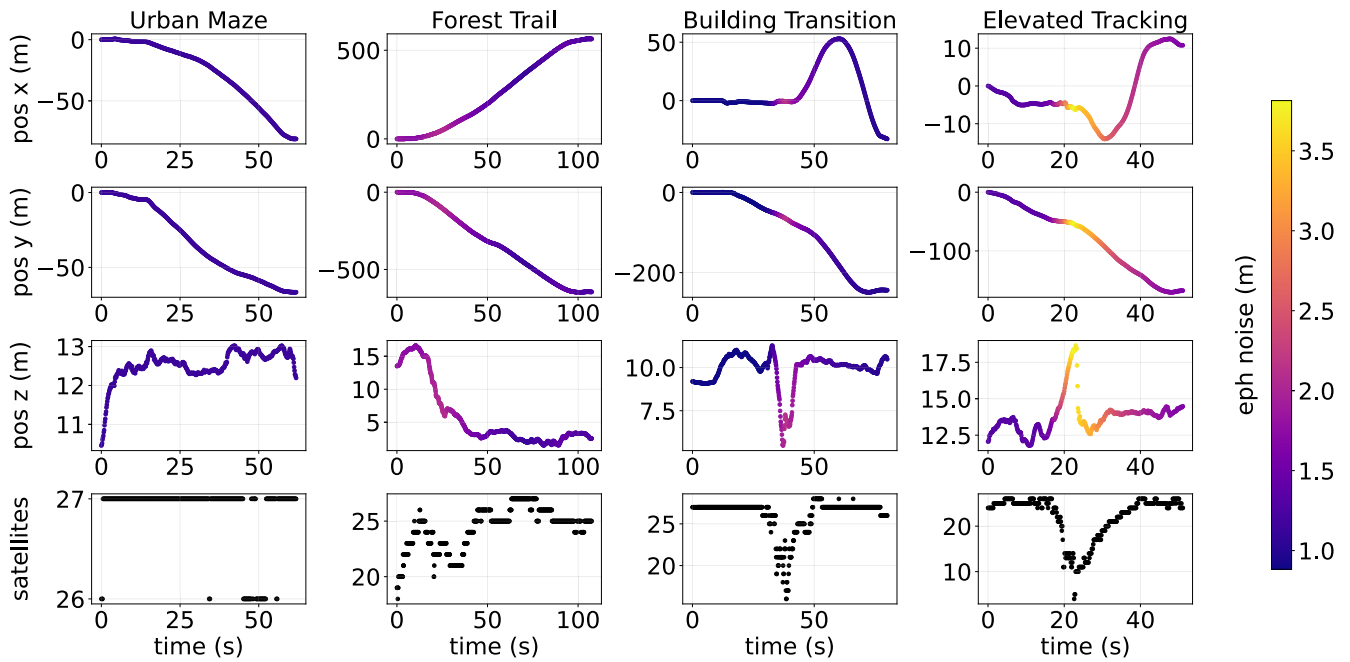 Urban Maze Forest Trail Building Transition Elevated Tracking
pos x (m)
0
−50
0 25 50
500
0
0 50 100
50
0
0 50
10
0
−10
0 20 40
pos y (m)
0
−50
0 25 50
0
−500
0 50 100
0
−200
0 50
0
−100
0 20 40
pos z (m)
13
12
11
0 25 50
15
10
5
0 50 100
10.0
7.5
0 50
17.5
15.0
12.5
0 20 40
satellites
27
26
0 25 50
25
20
0 50 100
25
20
0 50
20
10
0 20 40
time (s) time (s) time (s) time (s)
eph noise (m)
3.5
3.0
2.5
2.0
1.5
1.0